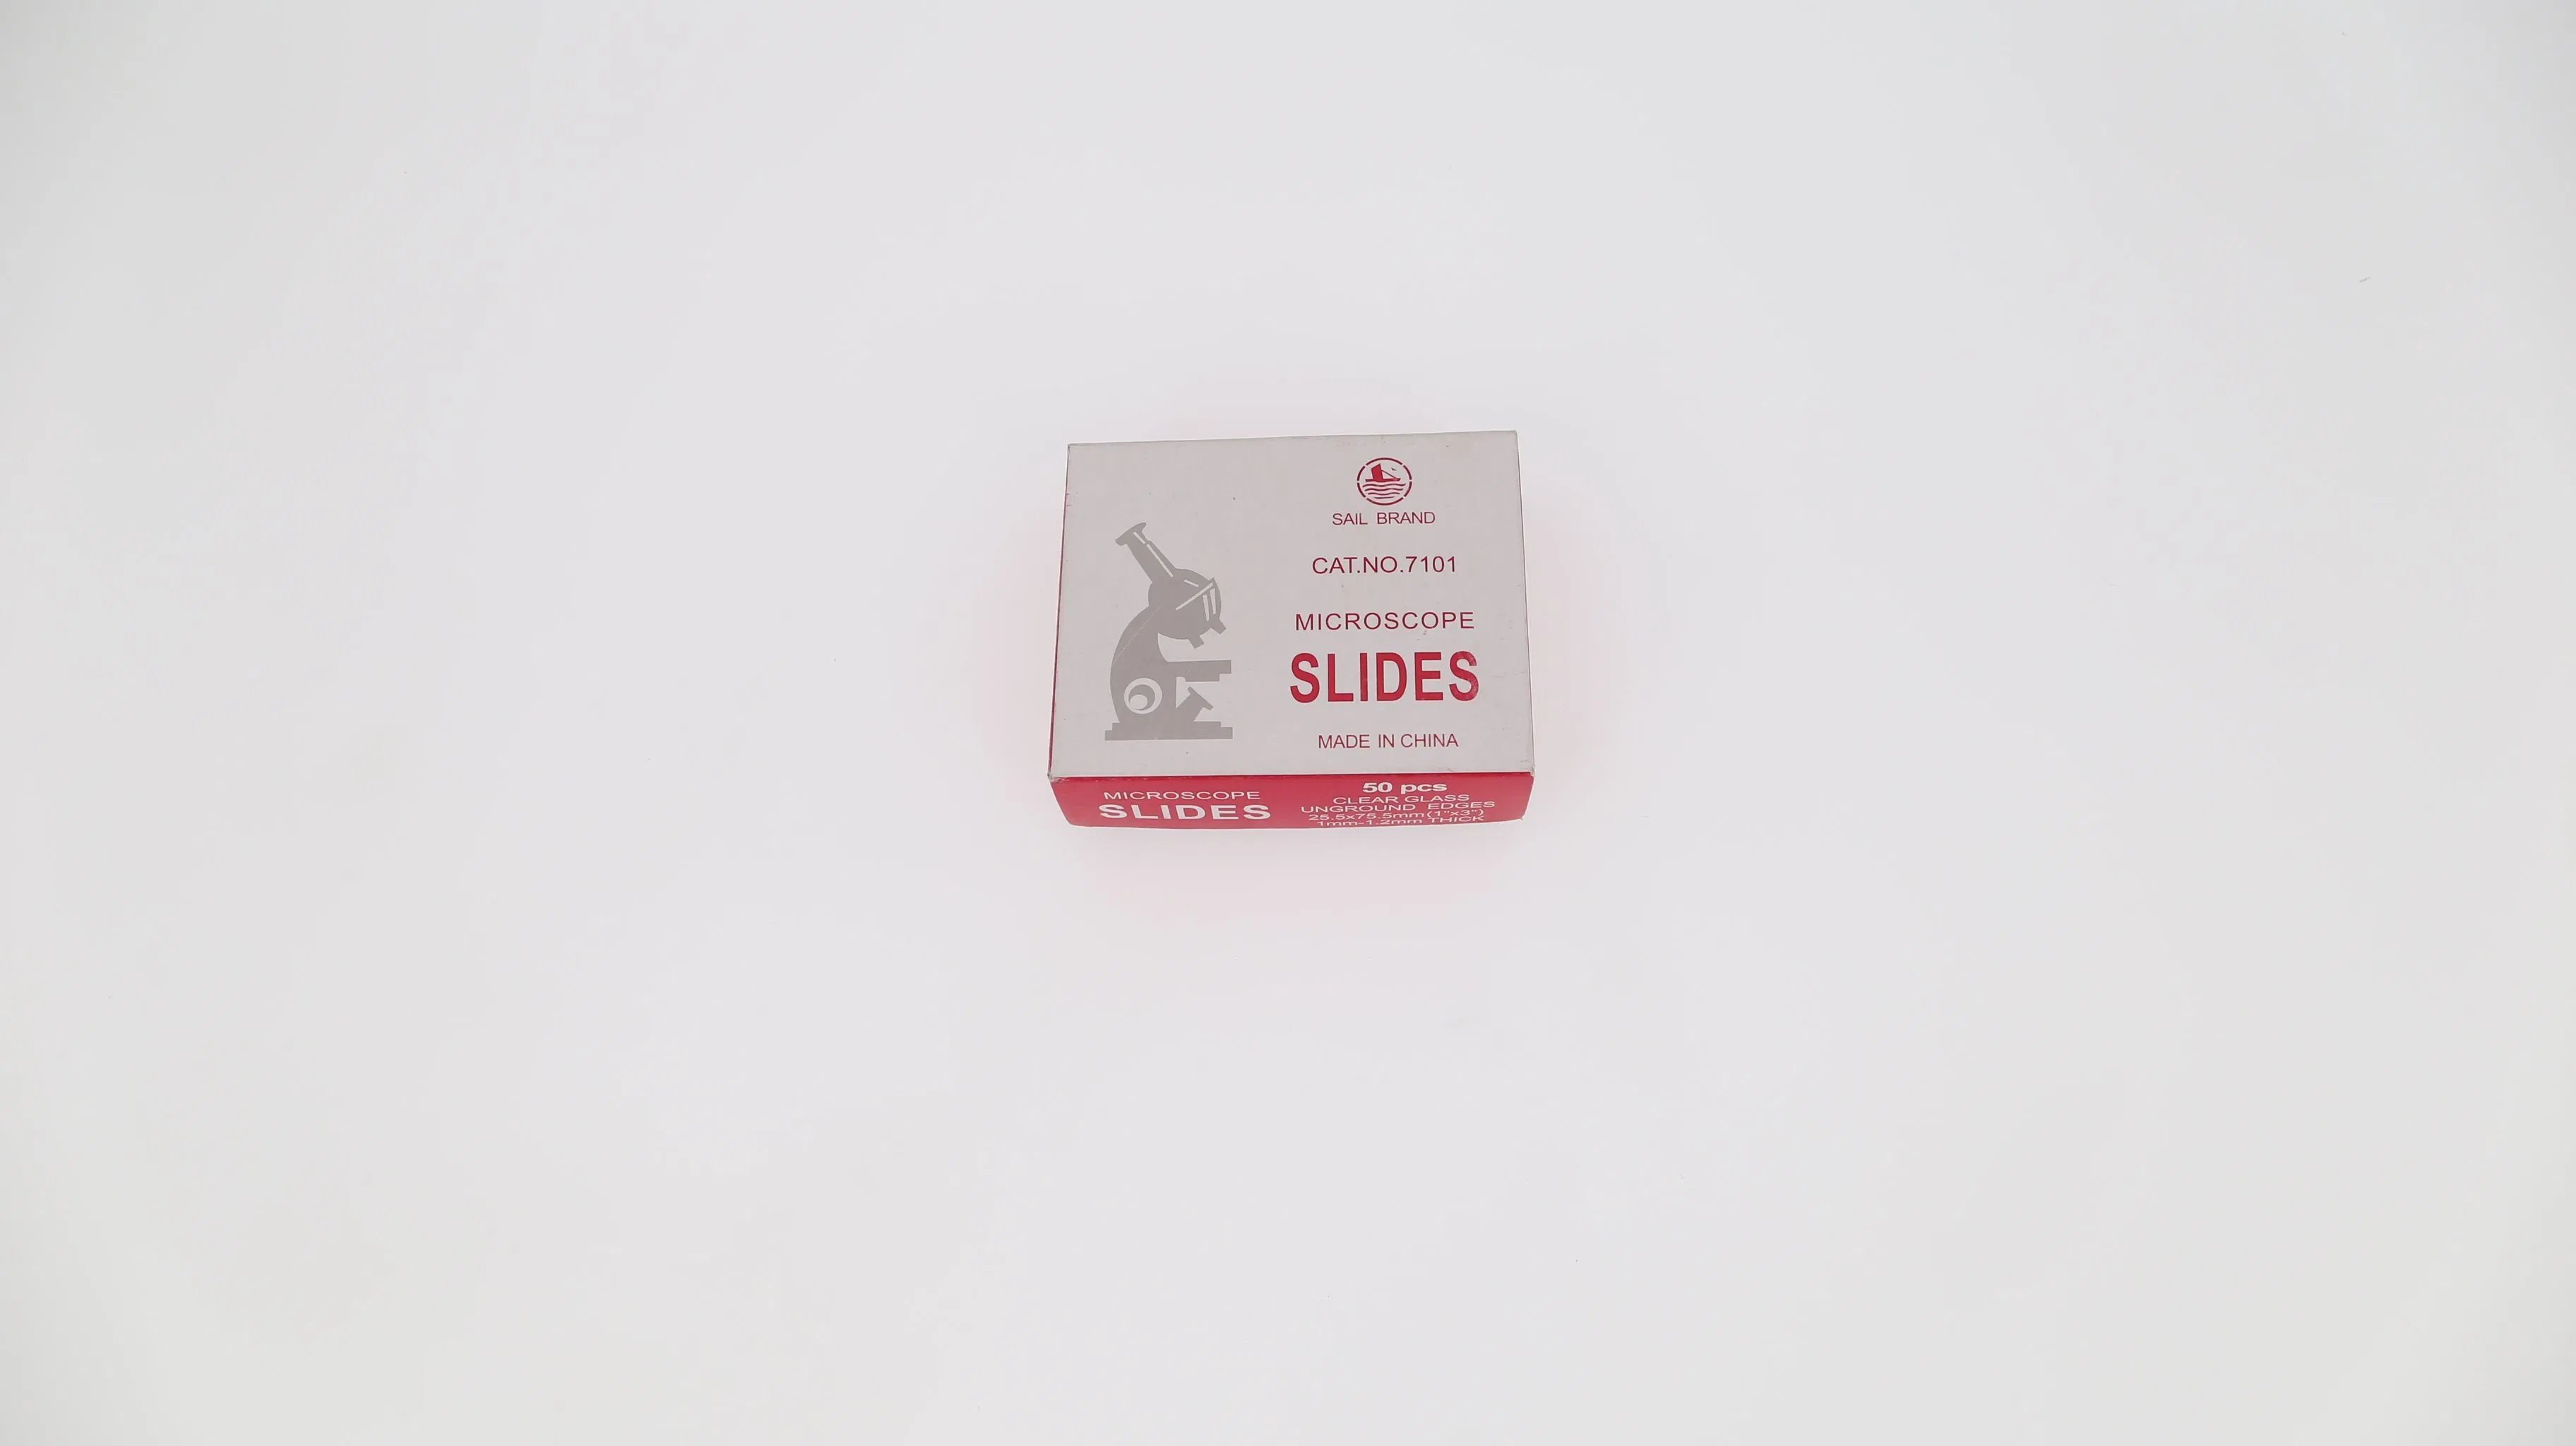 SAIL BRAND
CAT.NO.7101
MICROSCOPE
SLIDES
MADE IN CHINA
MICROSCOPE
SLIDES
50 pcs
CLEAR GLASS
UNGROUND EDGES
25.5x75.5mm(1"x3")
1mm-1.2mm THICK